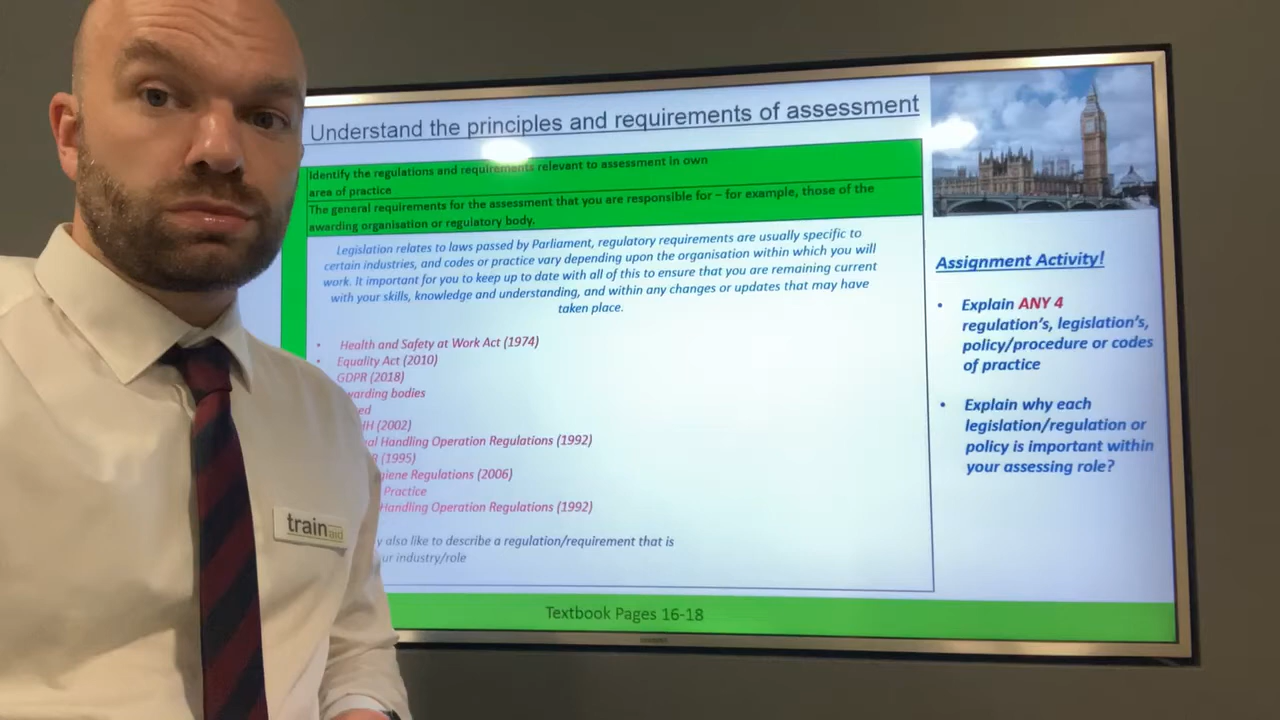 Understand the principles and requirements of assessment
Identify the regulations and requirements relevant to assessment in own
area of practice
The general requirements for the assessment that you are responsible for – for example, those of the
awarding organisation or regulatory body.
Legislation relates to laws passed by Parliament, regulatory requirements are usually specific to
certain industries, and codes or practice vary depending upon the organisation within which you will
work. It important for you to keep up to date with all of this to ensure that you are remaining current
with your skills, knowledge and understanding, and within any changes or updates that may have
taken place.
• Health and Safety at Work Act (1974)
• Equality Act (2010)
GDPR (2018)
warding bodies
ed
HH (2002)
al Handling Operation Regulations (1992)
R (1995)
giene Regulations (2006)
Practice
Handling Operation Regulations (1992)
y also like to describe a regulation/requirement that is
ur industry/role
Textbook Pages 16-18
Assignment Activity!
• Explain ANY 4
regulation's, legislation's,
policy/procedure or codes
of practice
• Explain why each
legislation/regulation or
policy is important within
your assessing role?
trainaid